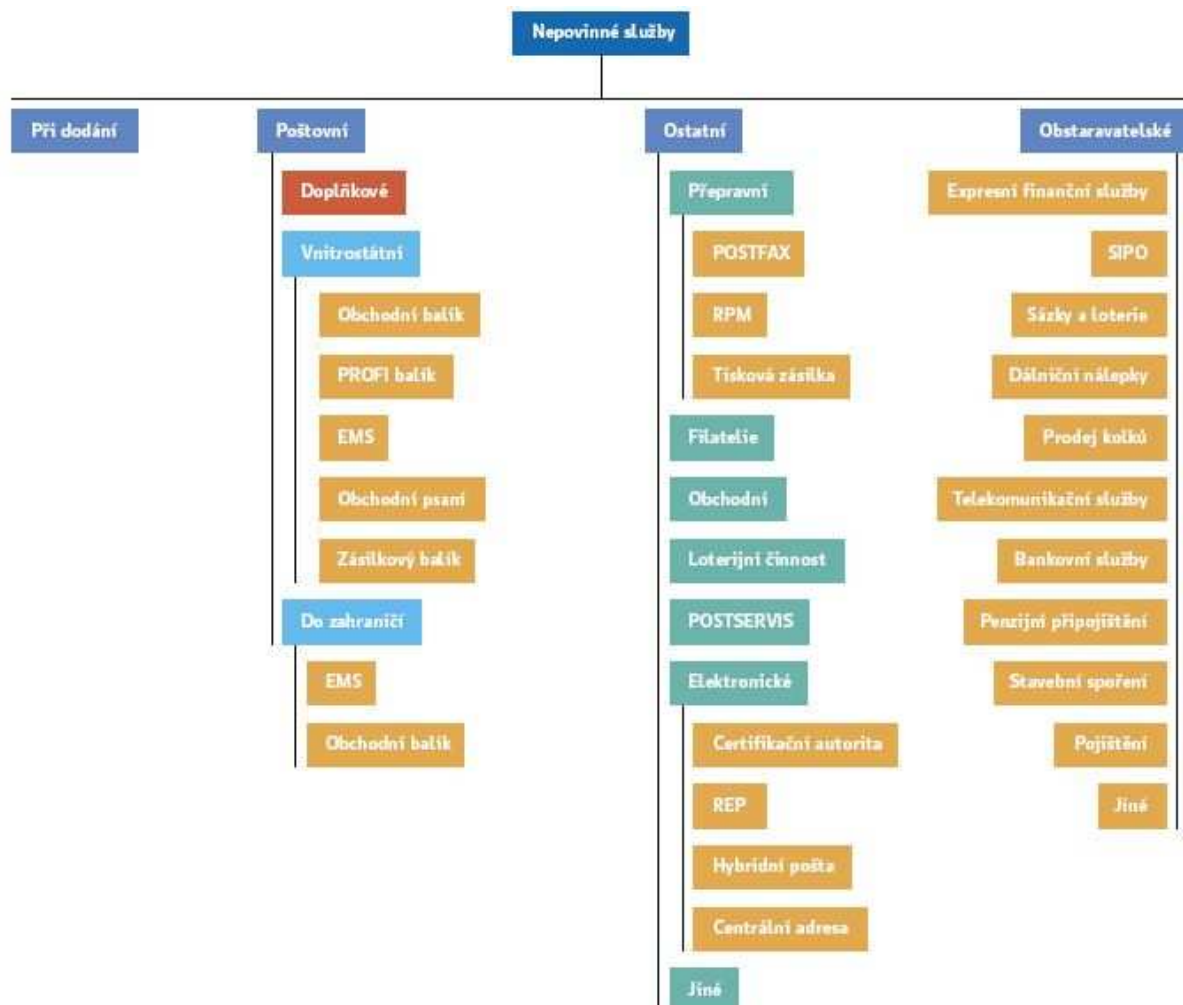 Nepovinné služby
Při dodání
Poštovní
Doplňkové
Vnitrostátní
Obchodní balík
PROFI balík
EMS
Obchodní psaní
Zásilkový balík
Do zahraničí
EMS
Obchodní balík
Ostatní
Přepravní
POSTFAX
RPM
Tisková zásilka
Filatelie
Obchodní
Loterijní činnost
POSTSERVIS
Elektronické
Certifikační autorita
REP
Hybridní pošta
Centrální adresa
Jiné
Obstaravatelské
Expresní finanční služby
SIPO
Sázky a loterie
Dálniční nálepky
Prodej kolků
Telekomunikační služby
Bankovní služby
Penzijní připojištění
Stavební spoření
Pojištění
Jiné